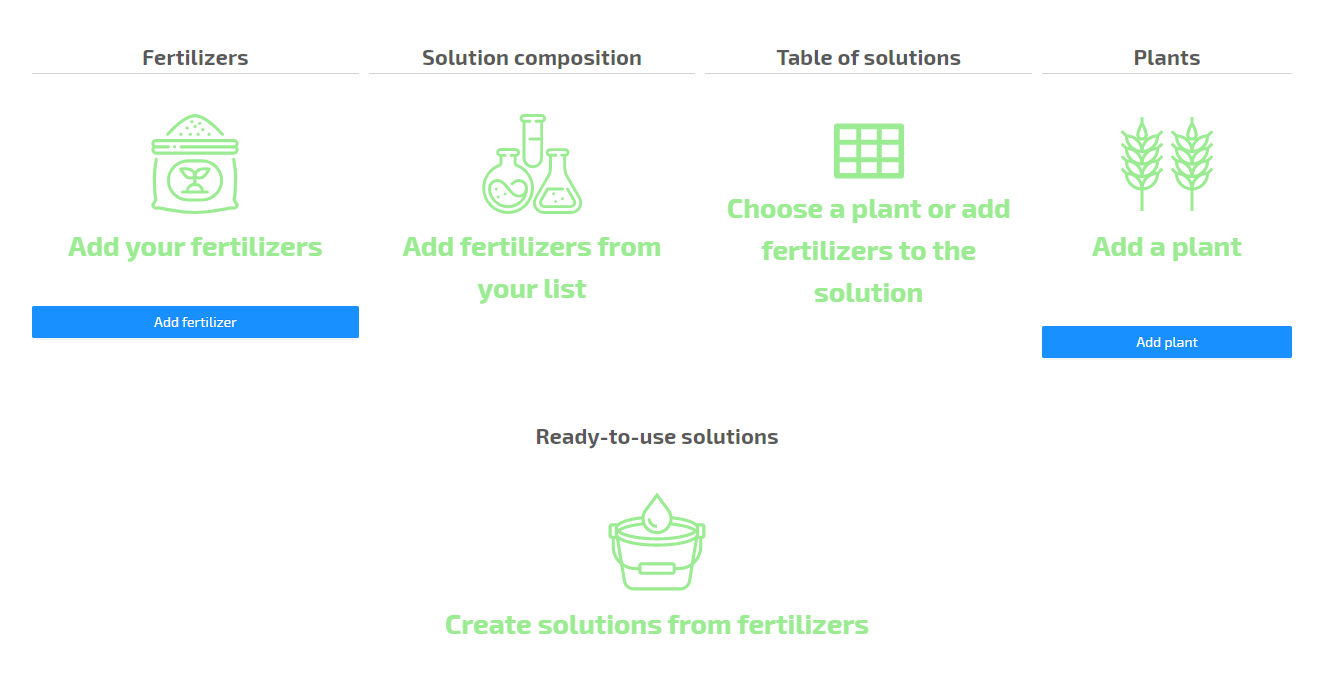 Fertilizers
Add your fertilizers
Add fertilizer
Solution composition
Add fertilizers from
your list
Table of solutions
Choose a plant or add
fertilizers to the
solution
Plants
Add a plant
Add plant
Ready-to-use solutions
Create solutions from fertilizers